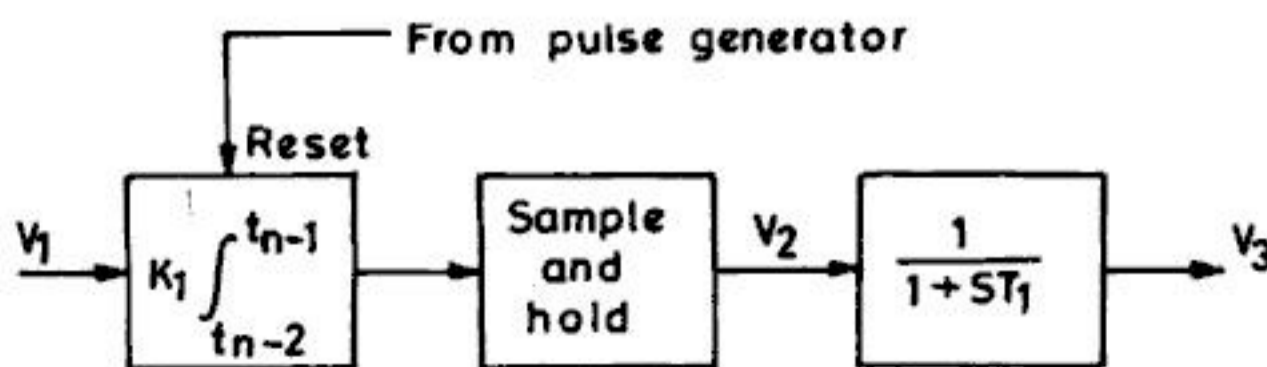 From pulse generator
Reset
V1
K1 ∫ tn-1 tn-2
Sample
and
hold
V2
1
1 + ST1
V3